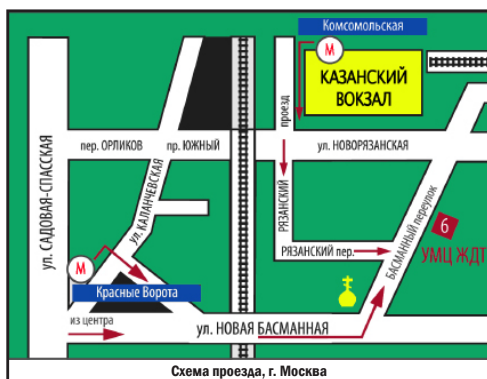 Комсомольская
М
КАЗАНСКИЙ
ВОКЗАЛ
проезд
пер. ОРЛИКОВ
пр. ЮЖНЫЙ
ул. НОВОРЯЗАНСКАЯ
ул. САДОВАЯ-СПАССКАЯ
ул. КАЛАНЧЕВСКАЯ
РЯЗАНСКИЙ
БАСМАННЫЙ переулок
6
УМЦ ЖДТ
РЯЗАНСКИЙ пер.
М
Красные Ворота
из центра
ул. НОВАЯ БАСМАННАЯ
Схема проезда, г. Москва